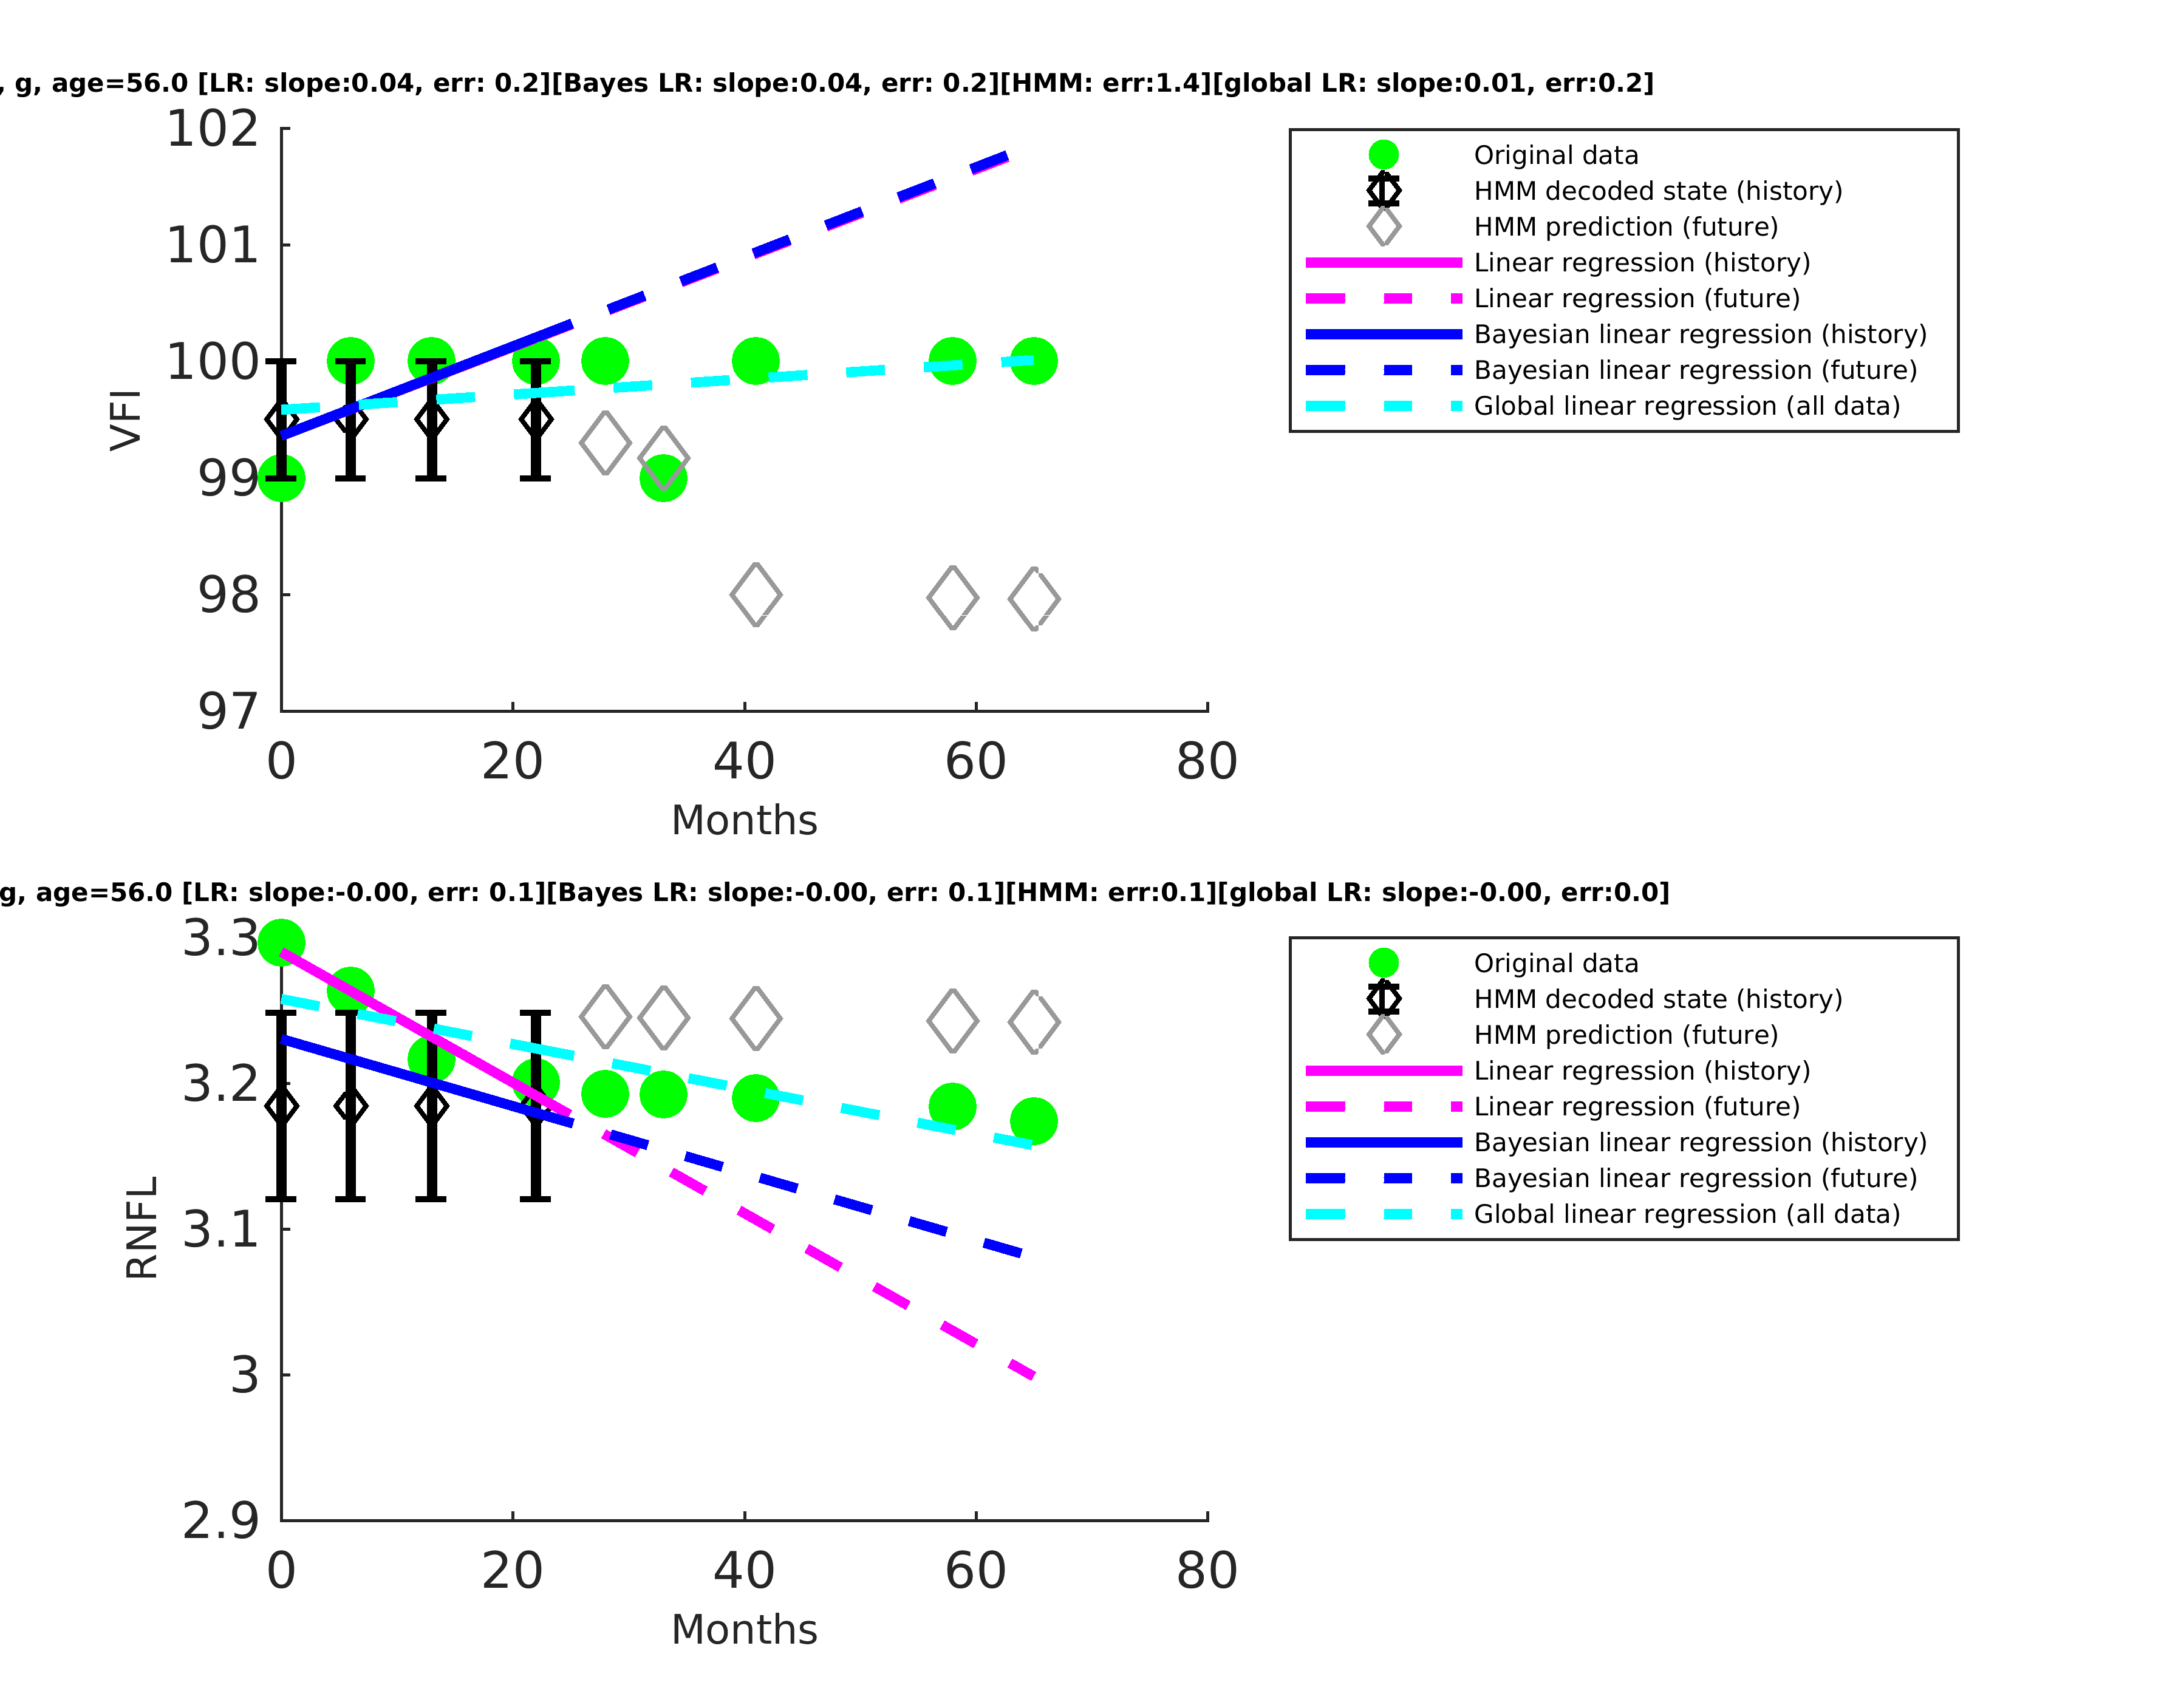 , g, age=56.0 [LR: slope:0.04, err: 0.2][Bayes LR: slope:0.04, err: 0.2][HMM: err:1.4][global LR: slope:0.01, err:0.2]
102
101
100
99
98
97
VFI
0 20 40 60 80
Months
Original data
HMM decoded state (history)
HMM prediction (future)
Linear regression (history)
Linear regression (future)
Bayesian linear regression (history)
Bayesian linear regression (future)
Global linear regression (all data)
g, age=56.0 [LR: slope:-0.00, err: 0.1][Bayes LR: slope:-0.00, err: 0.1][HMM: err:0.1][global LR: slope:-0.00, err:0.0]
3.3
3.2
3.1
3
2.9
RNFL
0 20 40 60 80
Months
Original data
HMM decoded state (history)
HMM prediction (future)
Linear regression (history)
Linear regression (future)
Bayesian linear regression (history)
Bayesian linear regression (future)
Global linear regression (all data)